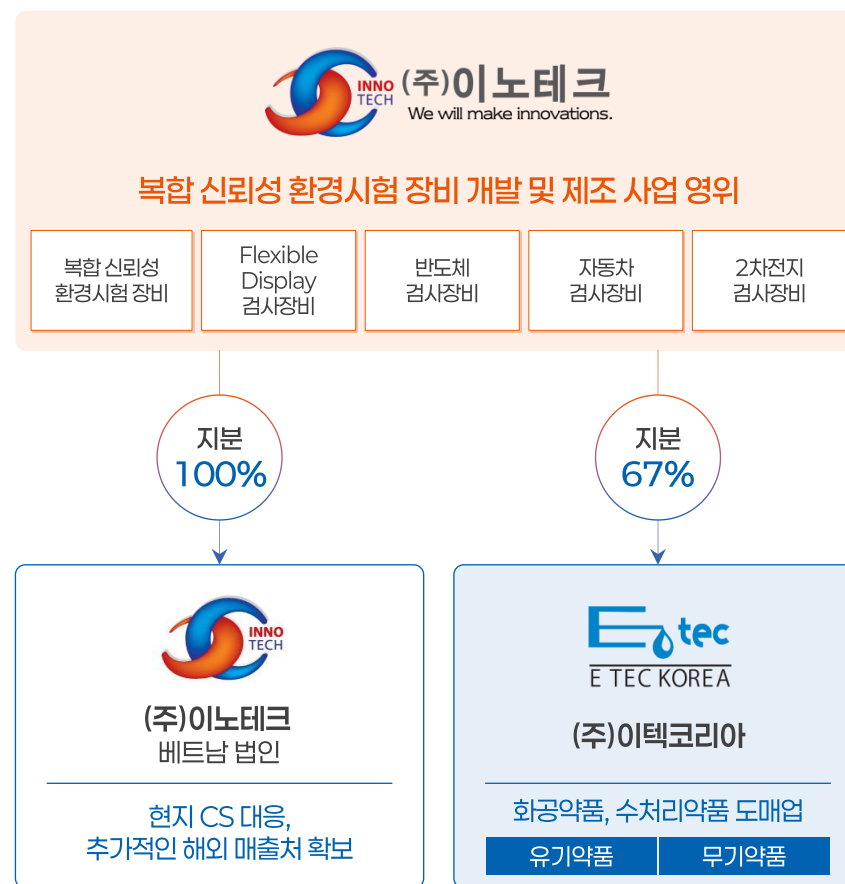 INNO
TECH
(주)이노테크
We will make innovations.
복합 신뢰성 환경시험 장비 개발 및 제조 사업 영위
복합 신뢰성
환경시험 장비
Flexible
Display
검사장비
반도체
검사장비
자동차
검사장비
2차전지
검사장비
지분
100%
지분
67%
INNO
TECH
(주)이노테크
베트남 법인
현지 CS 대응,
추가적인 해외 매출처 확보
E tec
E TEC KOREA
(주)이텍코리아
화공약품, 수처리약품 도매업
유기약품
무기약품